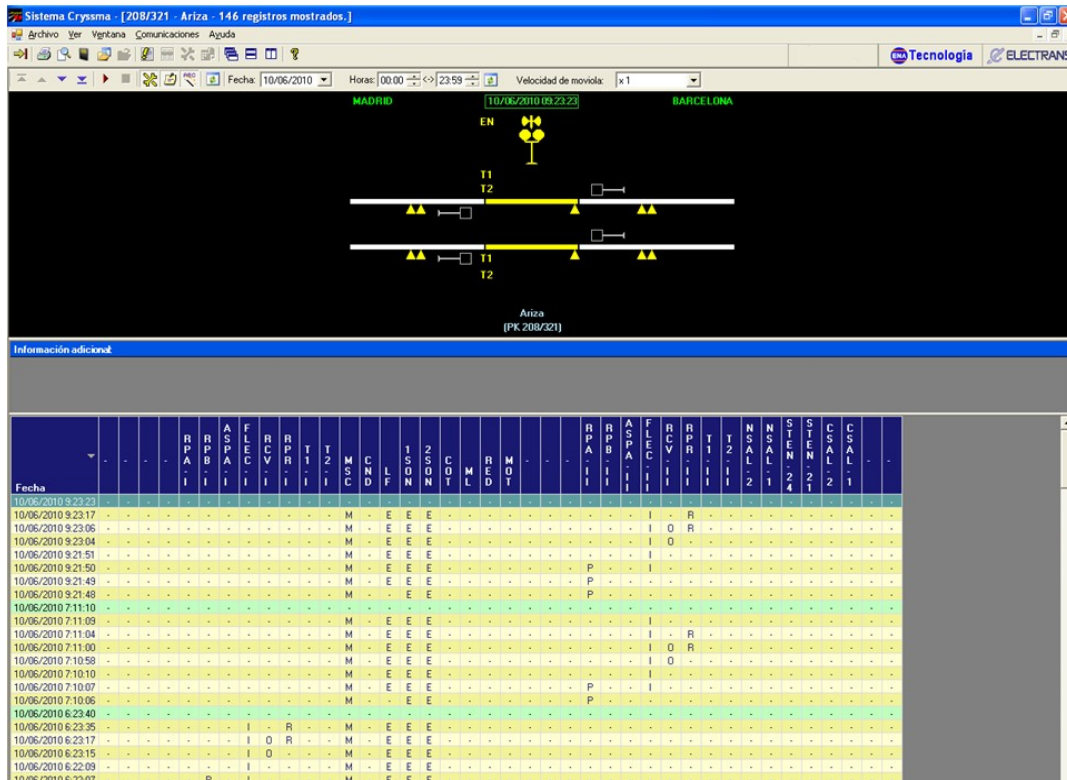 Sistema Cryssma - [208/321 - Ariza - 146 registros mostrados.]
Archivo Ver Ventana Comunicaciones Ayuda
ENA Tecnología ELECTRANS
REC Fecha: 10/06/2010 Horas: 00:00 <·> 23:59 Velocidad de moviola: x 1
MADRID 10/06/2010 09:23:23 BARCELONA
EN
T1
T2
T1
T2
Ariza
(PK 208/321)
Información adicional:
Fecha - - - - RPA-I RPB-I ASPA-I FLEC-I RCV-I RPR-I T1-I T2-I MSC CND LF 1SON 2SON COT ML RED MOT - - - RPA-II RPB-II ASPA-II FLEC-II RCV-II RPR-II T1-II T2-II NSAL-2 NSAL-1 STEN-24 STEN-21 CSAL-2 CSAL-1 - -
10/06/2010 9:23:23 - - - - - - - - - - - - - - - - - - - - - - - - - - - - - - - - - - - - - - - -
10/06/2010 9:23:17 - - - - - - - - - - - - M - E E E - - - - - - - - - - I - R - - - - - - - - - -
10/06/2010 9:23:06 - - - - - - - - - - - - M - E E E - - - - - - - - - - I O R - - - - - - - - - -
10/06/2010 9:23:04 - - - - - - - - - - - - M - E E E - - - - - - - - - - I O - - - - - - - - - - -
10/06/2010 9:21:51 - - - - - - - - - - - - M - E E E - - - - - - - - - - I - - - - - - - - - - - -
10/06/2010 9:21:50 - - - - - - - - - - - - M - E E E - - - - - - - P - - I - - - - - - - - - - - -
10/06/2010 9:21:49 - - - - - - - - - - - - M - E E E - - - - - - - P - - - - - - - - - - - - - - -
10/06/2010 9:21:48 - - - - - - - - - - - - M - - E E - - - - - - - P - - - - - - - - - - - - - - -
10/06/2010 7:11:10 - - - - - - - - - - - - - - - - - - - - - - - - - - - - - - - - - - - - - - - -
10/06/2010 7:11:09 - - - - - - - - - - - - M - E E E - - - - - - - - - - I - - - - - - - - - - - -
10/06/2010 7:11:04 - - - - - - - - - - - - M - E E E - - - - - - - - - - I - R - - - - - - - - - -
10/06/2010 7:11:00 - - - - - - - - - - - - M - E E E - - - - - - - - - - I O R - - - - - - - - - -
10/06/2010 7:10:58 - - - - - - - - - - - - M - E E E - - - - - - - - - - I O - - - - - - - - - - -
10/06/2010 7:10:10 - - - - - - - - - - - - M - E E E - - - - - - - - - - I - - - - - - - - - - - -
10/06/2010 7:10:07 - - - - - - - - - - - - M - E E E - - - - - - - P - - I - - - - - - - - - - - -
10/06/2010 7:10:06 - - - - - - - - - - - - M - - E E - - - - - - - P - - - - - - - - - - - - - - -
10/06/2010 6:23:40 - - - - - - - - - - - - - - - - - - - - - - - - - - - - - - - - - - - - - - - -
10/06/2010 6:23:35 - - - - - - - I - R - - M - E E E - - - - - - - - - - - - - - - - - - - - - - -
10/06/2010 6:23:17 - - - - - - - I O R - - M - E E E - - - - - - - - - - - - - - - - - - - - - - -
10/06/2010 6:23:15 - - - - - - - I O - - - M - E E E - - - - - - - - - - - - - - - - - - - - - - -
10/06/2010 6:22:09 - - - - - - - I - - - - M - E E E - - - - - - - - - - - - - - - - - - - - - - -
10/06/2010 6:22:07